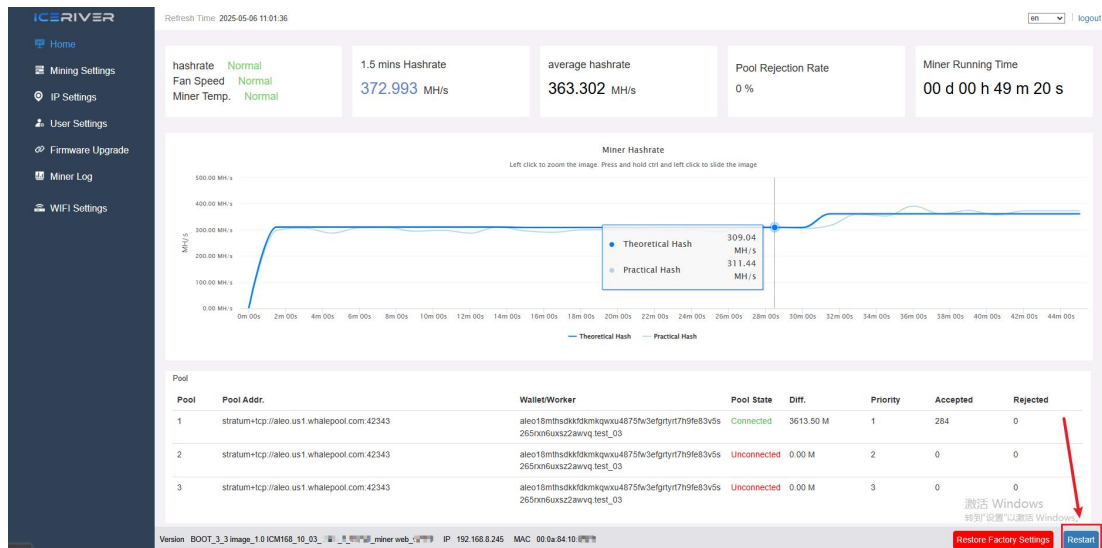 ICERIVER
Refresh Time 2025-05-06 11:01:36
en
logout
Home
Mining Settings
IP Settings
User Settings
Firmware Upgrade
Miner Log
WIFI Settings
hashrate Normal
Fan Speed Normal
Miner Temp. Normal
1.5 mins Hashrate
372.993 MH/s
average hashrate
363.302 MH/s
Pool Rejection Rate
0 %
Miner Running Time
00 d 00 h 49 m 20 s
Miner Hashrate
Left click to zoom the image. Press and hold ctrl and left click to slide the image
500.00 MH/s
400.00 MH/s
300.00 MH/s
200.00 MH/s
100.00 MH/s
0.00 MH/s
MH/s
Theoretical Hash 309.04 MH/s
Practical Hash 311.44 MH/s
0m 00s 2m 00s 4m 00s 6m 00s 8m 00s 10m 00s 12m 00s 14m 00s 16m 00s 18m 00s 20m 00s 22m 00s 24m 00s 26m 00s 28m 00s 30m 00s 32m 00s 34m 00s 36m 00s 38m 00s 40m 00s 42m 00s 44m 00s
Theoretical Hash Practical Hash
Pool
Pool Pool Addr. Wallet/Worker Pool State Diff. Priority Accepted Rejected
1 stratum+tcp://aleo.us1.whalepool.com:42343 aleo18mthsdkkfdkmkqwxu4875fw3efgrtyrt7h9fe83v5s Connected 3613.50 M 1 284 0
265rxn6uxsz2awvq.test_03
2 stratum+tcp://aleo.us1.whalepool.com:42343 aleo18mthsdkkfdkmkqwxu4875fw3efgrtyrt7h9fe83v5s Unconnected 0.00 M 2 0 0
265rxn6uxsz2awvq.test_03
3 stratum+tcp://aleo.us1.whalepool.com:42343 aleo18mthsdkkfdkmkqwxu4875fw3efgrtyrt7h9fe83v5s Unconnected 0.00 M 3 0 0
265rxn6uxsz2awvq.test_03
激活 Windows
转到"设置"以激活 Windows。
Version BOOT_3_3 image_1.0 ICM168_10_03_ miner web_ IP 192.168.8.245 MAC 00:0a:84:10:
Restore Factory Settings
Restart